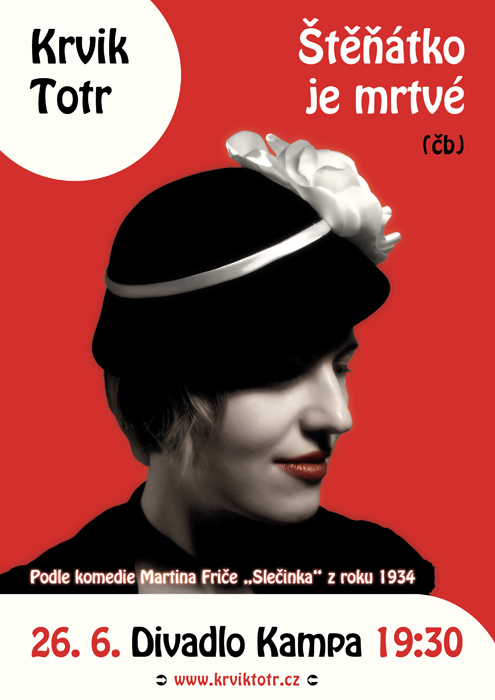 Krvik
Totr
Štěňátko
je mrtvé
(čb)
Podle komedie Martina Friče „Slečinka“ z roku 1934
26. 6. Divadlo Kampa 19:30
www.krviktotr.cz